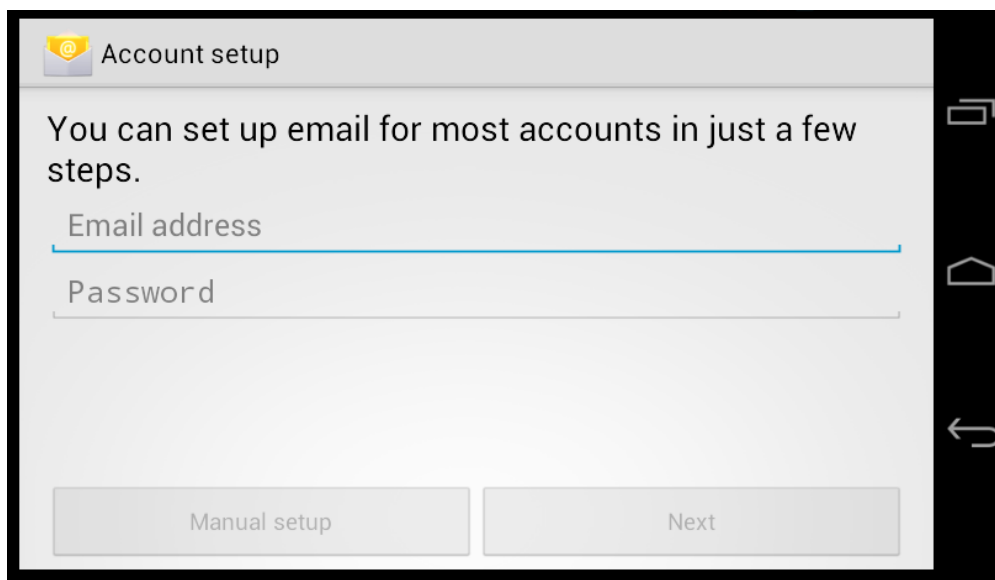 Account setup
You can set up email for most accounts in just a few
steps.
Email address
Password
Manual setup
Next